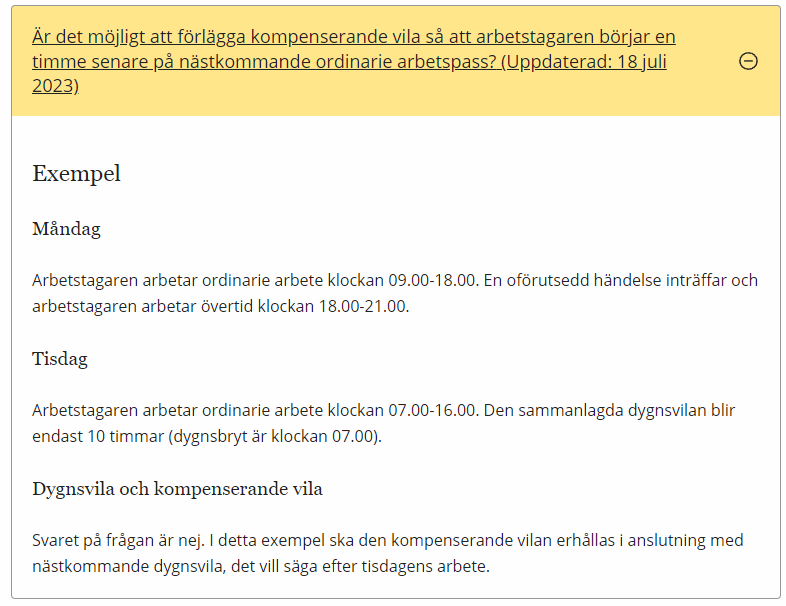 Är det möjligt att förlägga kompenserande vila så att arbetstagaren börjar en
timme senare på nästkommande ordinarie arbetspass? (Uppdaterad: 18 juli
2023)
Exempel
Måndag
Arbetstagaren arbetar ordinarie arbete klockan 09.00-18.00. En oförutsedd händelse inträffar och
arbetstagaren arbetar övertid klockan 18.00-21.00.
Tisdag
Arbetstagaren arbetar ordinarie arbete klockan 07.00-16.00. Den sammanlagda dygnsvilan blir
endast 10 timmar (dygnsbryt är klockan 07.00).
Dygnsvila och kompenserande vila
Svaret på frågan är nej. I detta exempel ska den kompenserande vilan erhållas i anslutning med
nästkommande dygnsvila, det vill säga efter tisdagens arbete.